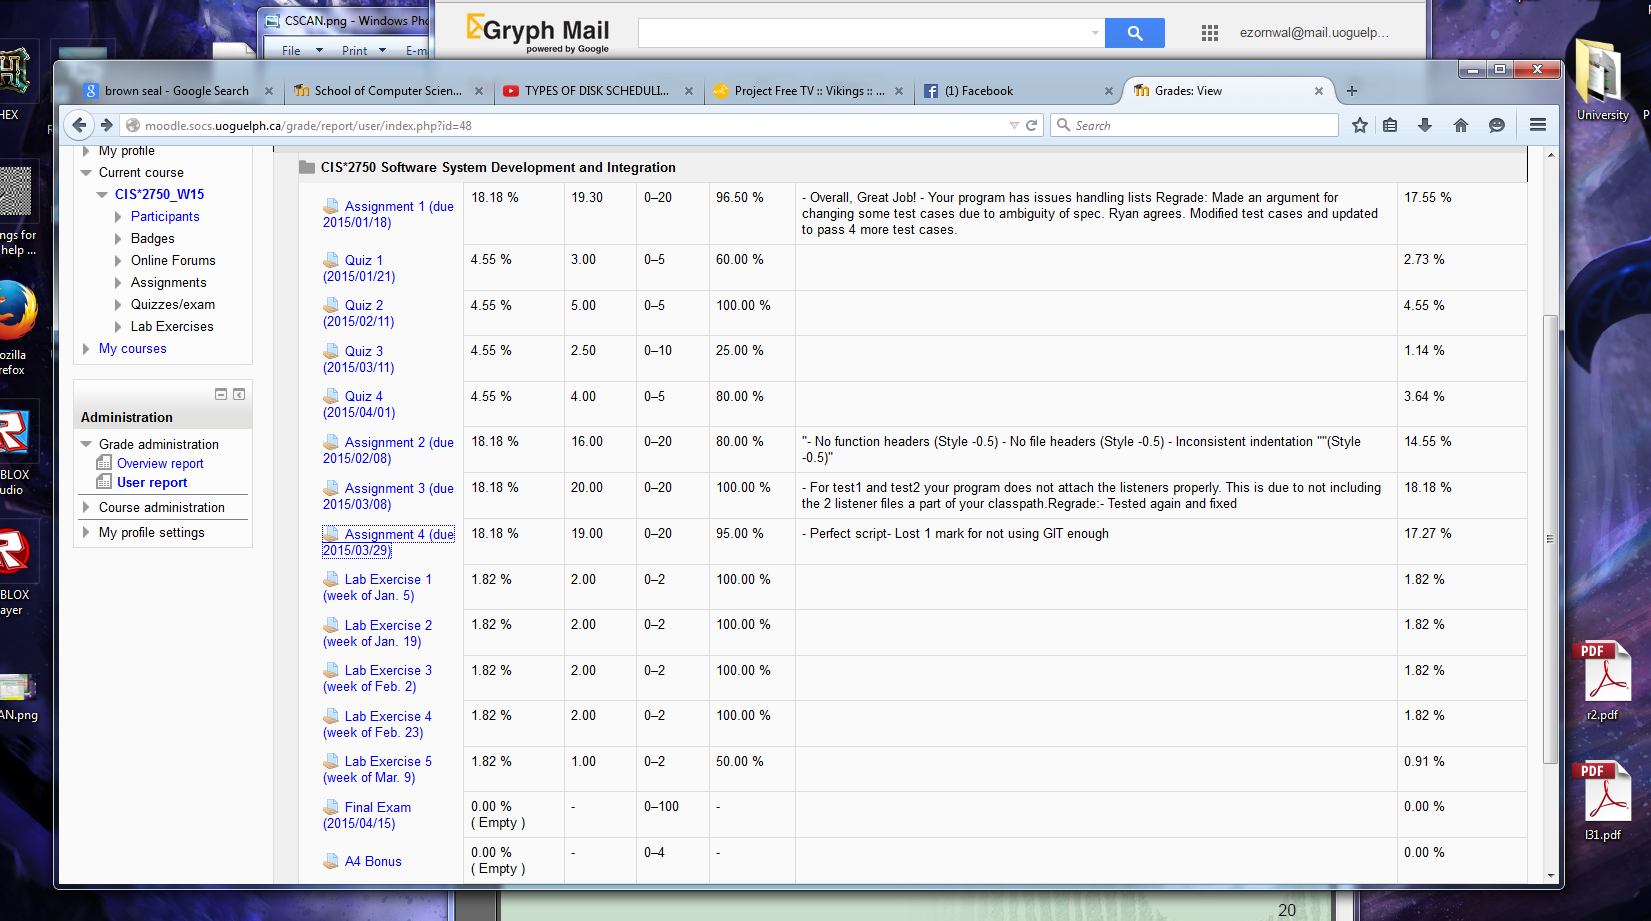 CSCAN.png - Windows Pho
File Print E-m
Gryph Mail
powered by Google
ezornwal@mail.uoguelp...
brown seal - Google Search
School of Computer Scien...
TYPES OF DISK SCHEDULI...
Project Free TV :: Vikings :: ...
(1) Facebook
Grades: View
moodle.socs.uoguelph.ca/grade/report/user/index.php?id=48
Search
HEX
ngs for
help ...
ozilla
refox
BLOX
udio
BLOX
ayer
AN.png
University
r2.pdf
l31.pdf
PDF
PDF
My profile
Current course
CIS*2750_W15
Participants
Badges
Online Forums
Assignments
Quizzes/exam
Lab Exercises
My courses
Administration
Grade administration
Overview report
User report
Course administration
My profile settings
CIS*2750 Software System Development and Integration
Assignment 1 (due
2015/01/18)
18.18 % 19.30 0–20 96.50 %
- Overall, Great Job! - Your program has issues handling lists Regrade: Made an argument for
changing some test cases due to ambiguity of spec. Ryan agrees. Modified test cases and updated
to pass 4 more test cases.
17.55 %
Quiz 1
(2015/01/21)
4.55 % 3.00 0–5 60.00 % 2.73 %
Quiz 2
(2015/02/11)
4.55 % 5.00 0–5 100.00 % 4.55 %
Quiz 3
(2015/03/11)
4.55 % 2.50 0–10 25.00 % 1.14 %
Quiz 4
(2015/04/01)
4.55 % 4.00 0–5 80.00 % 3.64 %
Assignment 2 (due
2015/02/08)
18.18 % 16.00 0–20 80.00 %
"- No function headers (Style -0.5) - No file headers (Style -0.5) - Inconsistent indentation ""(Style
-0.5)"
14.55 %
Assignment 3 (due
2015/03/08)
18.18 % 20.00 0–20 100.00 %
- For test1 and test2 your program does not attach the listeners properly. This is due to not including
the 2 listener files a part of your classpath.Regrade:- Tested again and fixed
18.18 %
Assignment 4 (due
2015/03/29)
18.18 % 19.00 0–20 95.00 %
- Perfect script- Lost 1 mark for not using GIT enough
17.27 %
Lab Exercise 1
(week of Jan. 5)
1.82 % 2.00 0–2 100.00 % 1.82 %
Lab Exercise 2
(week of Jan. 19)
1.82 % 2.00 0–2 100.00 % 1.82 %
Lab Exercise 3
(week of Feb. 2)
1.82 % 2.00 0–2 100.00 % 1.82 %
Lab Exercise 4
(week of Feb. 23)
1.82 % 2.00 0–2 100.00 % 1.82 %
Lab Exercise 5
(week of Mar. 9)
1.82 % 1.00 0–2 50.00 % 0.91 %
Final Exam
(2015/04/15)
0.00 %
( Empty )
- 0–100 - 0.00 %
A4 Bonus
0.00 %
( Empty )
- 0–4 - 0.00 %
20